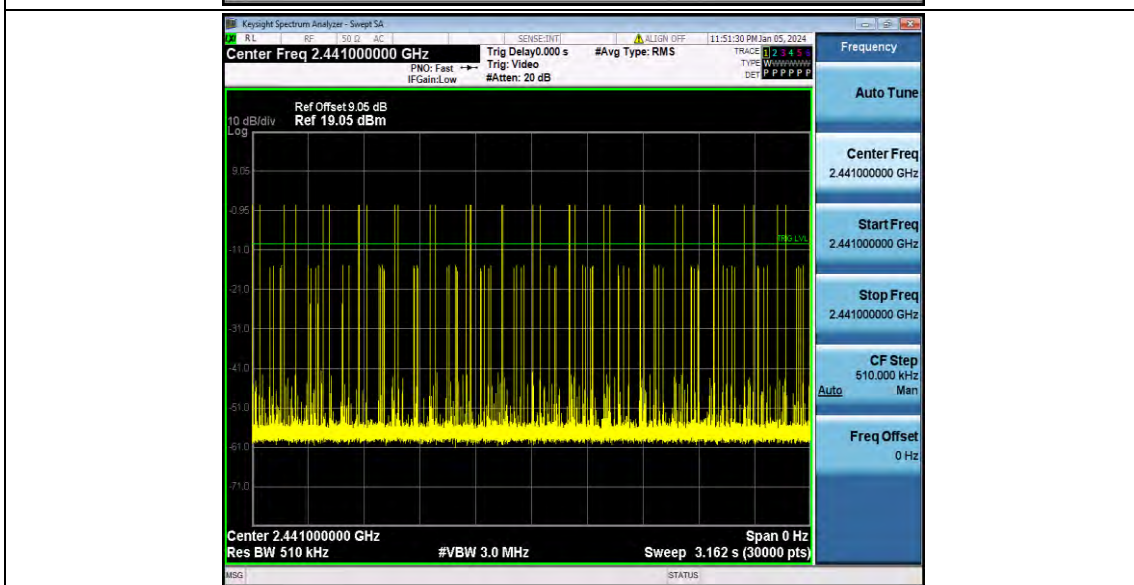 Keysight Spectrum Analyzer - Swept SA
RL RF 50 Ω AC SENSE:INT ALIGN OFF 11:51:30 PM Jan 05, 2024
Center Freq 2.441000000 GHz
PNO: Fast
IFGain:Low
Trig Delay0.000 s
Trig: Video
#Atten: 20 dB
#Avg Type: RMS
TRACE 1 2 3 4 5 6
TYPE WWWWWW
DET P P P P P P
Ref Offset 9.05 dB
10 dB/div Ref 19.05 dBm
Log
9.05
-0.95
TRIG LVL
-11.0
-21.0
-31.0
-41.0
-51.0
-61.0
-71.0
Center 2.441000000 GHz Span 0 Hz
Res BW 510 kHz #VBW 3.0 MHz Sweep 3.162 s (30000 pts)
MSG STATUS
Frequency
Auto Tune
Center Freq
2.441000000 GHz
Start Freq
2.441000000 GHz
Stop Freq
2.441000000 GHz
CF Step
510.000 kHz
Auto Man
Freq Offset
0 Hz